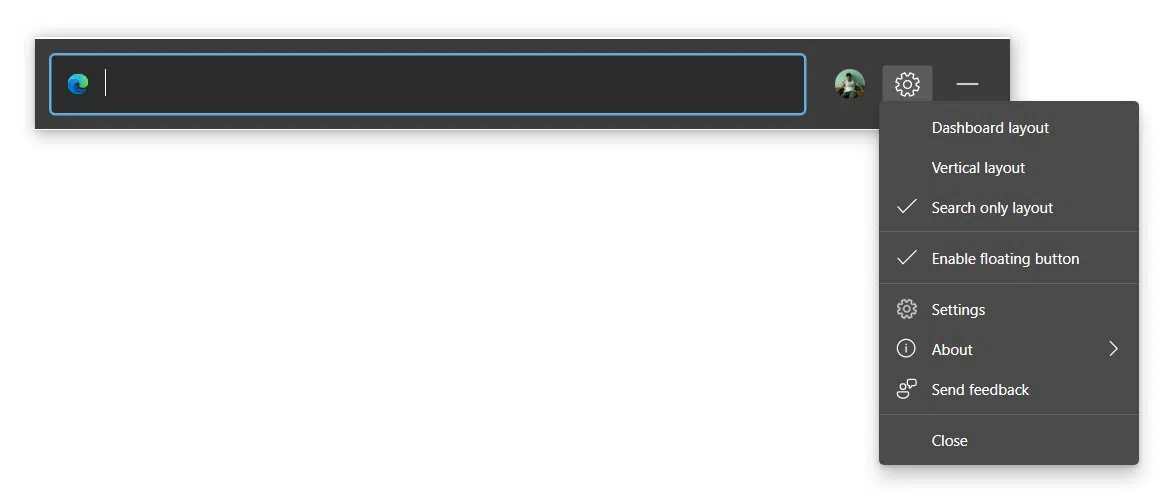 Dashboard layout
Vertical layout
Search only layout
Enable floating button
Settings
About
Send feedback
Close